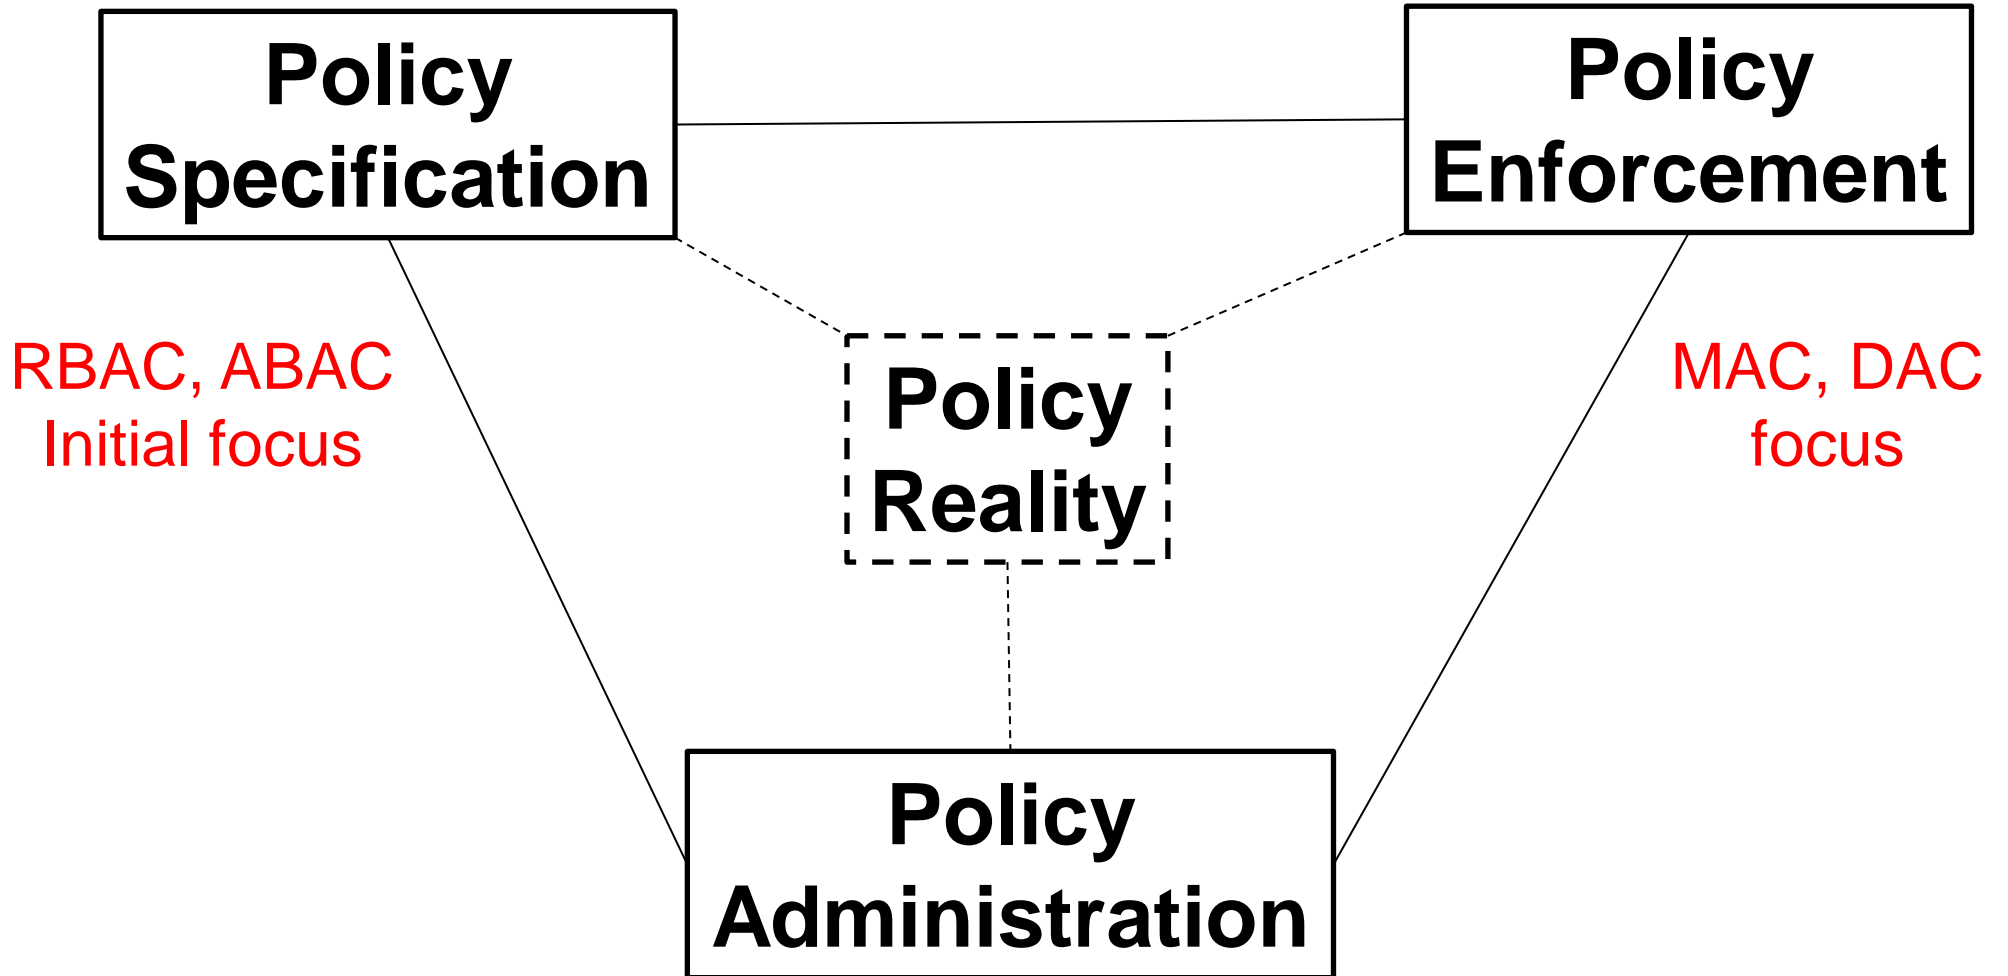 Policy
Specification
Policy
Enforcement
RBAC, ABAC
Initial focus
Policy
Reality
MAC, DAC
focus
Policy
Administration